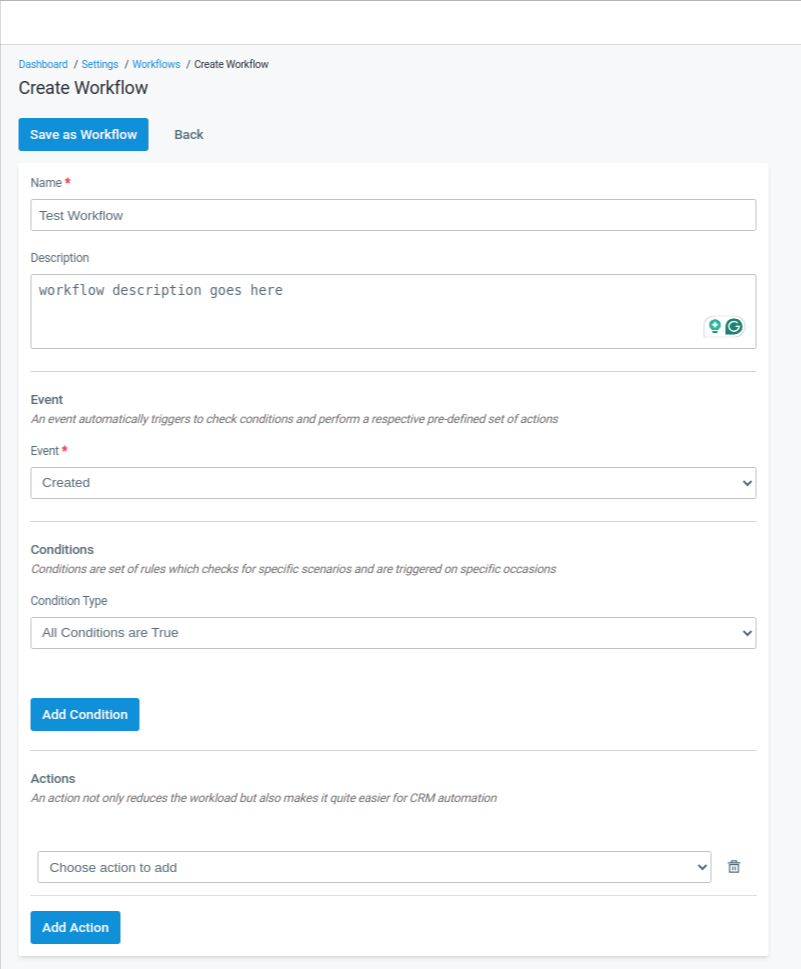 Dashboard / Settings / Workflows / Create Workflow
Create Workflow
Save as Workflow Back
Name *
Test Workflow
Description
workflow description goes here
Event
An event automatically triggers to check conditions and perform a respective pre-defined set of actions
Event *
Created
Conditions
Conditions are set of rules which checks for specific scenarios and are triggered on specific occasions
Condition Type
All Conditions are True
Add Condition
Actions
An action not only reduces the workload but also makes it quite easier for CRM automation
Choose action to add
Add Action